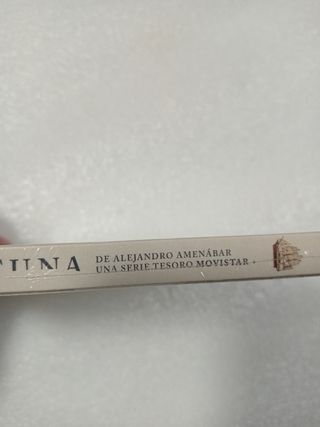 TUNA
DE ALEJANDRO AMENÁBAR
UNA SERIE TESORO MOVISTAR +